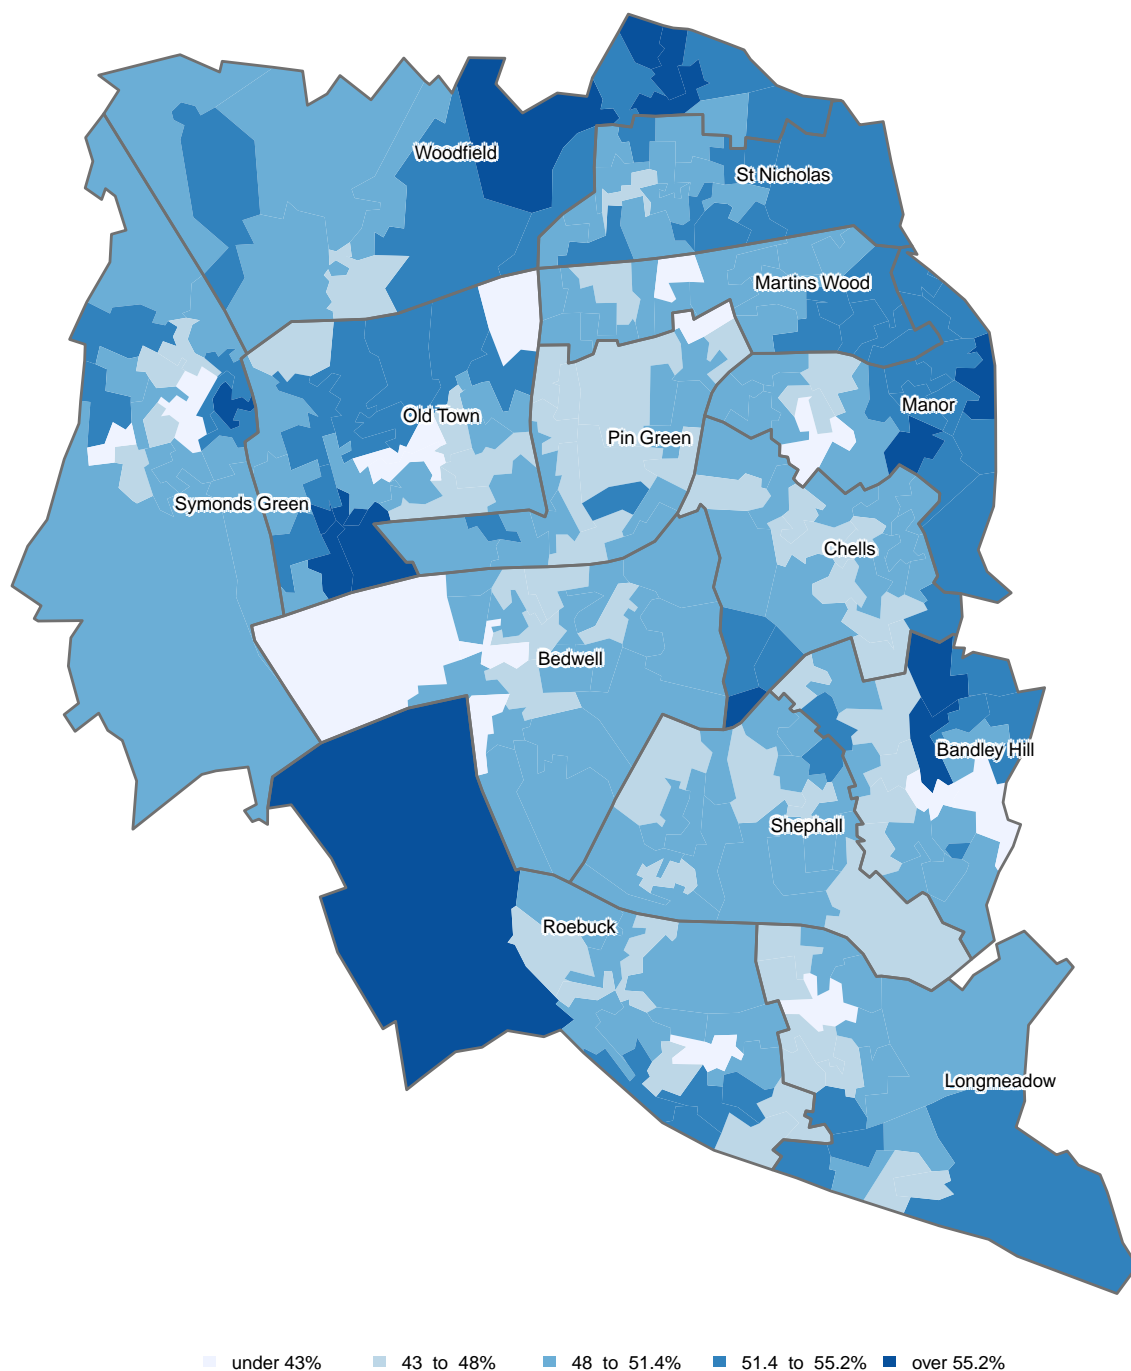 Woodfield
St Nicholas
Martins Wood
Manor
Old Town
Pin Green
Symonds Green
Chells
Bedwell
Bandley Hill
Shephall
Roebuck
Longmeadow
under 43% 43 to 48% 48 to 51.4% 51.4 to 55.2% over 55.2%